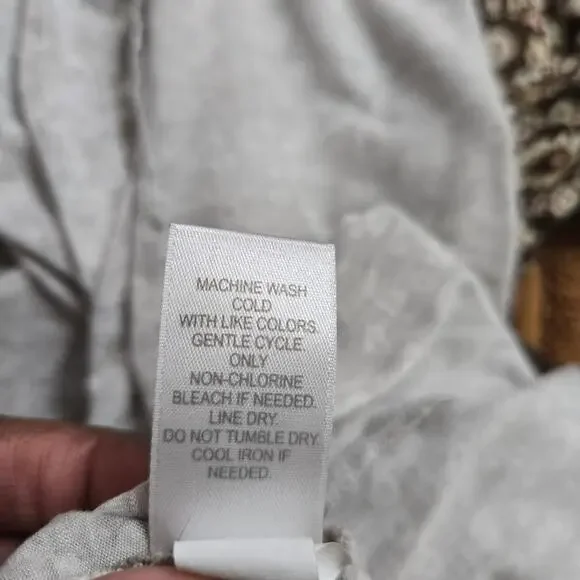 MACHINE WASH
COLD
WITH LIKE COLORS
GENTLE CYCLE
ONLY
NON-CHLORINE
BLEACH IF NEEDED.
LINE DRY.
DO NOT TUMBLE DRY.
COOL IRON IF
NEEDED.